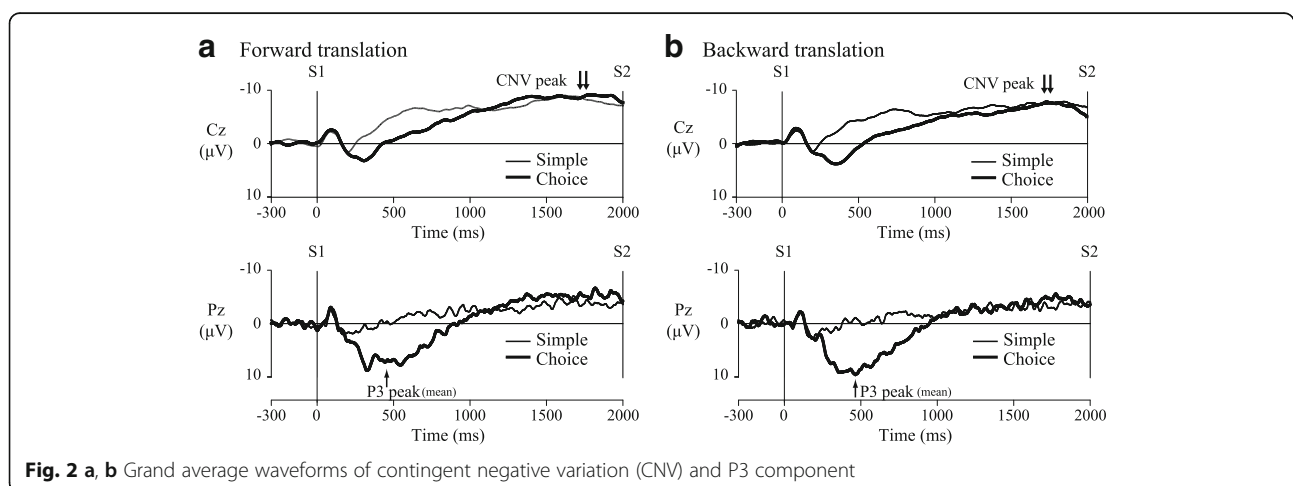 a Forward translation
S1
CNV peak
S2
-10
Cz
(µV)
0
Simple
Choice
10
-300 0 500 1000 1500 2000
Time (ms)
S1
S2
-10
Pz
(µV)
0
Simple
Choice
10
P3 peak (mean)
-300 0 500 1000 1500 2000
Time (ms)
b Backward translation
S1
CNV peak
S2
-10
Cz
(µV)
0
Simple
Choice
10
-300 0 500 1000 1500 2000
Time (ms)
S1
S2
-10
Pz
(µV)
0
Simple
Choice
10
P3 peak (mean)
-300 0 500 1000 1500 2000
Time (ms)
Fig. 2 a, b Grand average waveforms of contingent negative variation (CNV) and P3 component